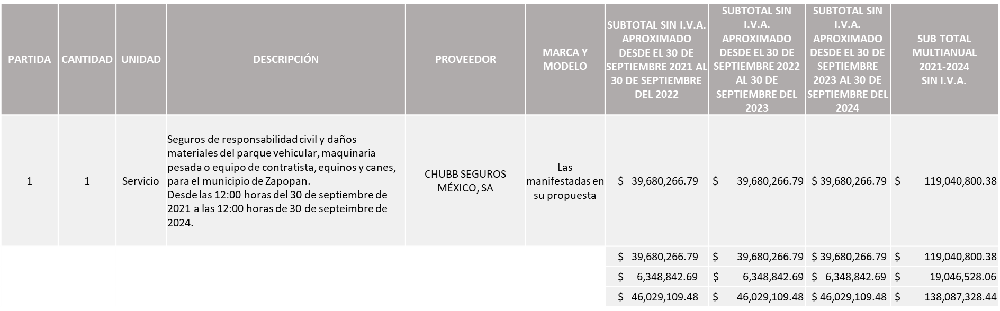 PARTIDA
CANTIDAD
UNIDAD
DESCRIPCIÓN
PROVEEDOR
MARCA Y
MODELO
SUBTOTAL SIN I.V.A.
APROXIMADO
DESDE EL 30 DE
SEPTIEMBRE 2021 AL
30 DE SEPTIEMBRE
DEL 2022
SUBTOTAL SIN
I.V.A.
APROXIMADO
DESDE EL 30 DE
SEPTIEMBRE 2022
AL 30 DE
SEPTIEMBRE DEL
2023
SUBTOTAL SIN
I.V.A.
APROXIMADO
DESDE EL 30 DE
SEPTIEMBRE
2023 AL 30 DE
SEPTIEMBRE DEL
2024
SUB TOTAL
MULTIANUAL
2021-2024
SIN I.V.A.
1
1
Servicio
Seguros de responsabilidad civil y daños
materiales del parque vehicular, maquinaria
pesada o equipo de contratista, equinos y canes,
para el municipio de Zapopan.
Desde las 12:00 horas del 30 de septiembre de
2021 a las 12:00 horas de 30 de septeimbre de
2024.
CHUBB SEGUROS
MÉXICO, SA
Las
manifestadas en
su propuesta
$ 39,680,266.79
$ 39,680,266.79
$ 39,680,266.79
$ 119,040,800.38
$ 39,680,266.79
$ 39,680,266.79
$ 39,680,266.79
$ 119,040,800.38
$ 6,348,842.69
$ 6,348,842.69
$ 6,348,842.69
$ 19,046,528.06
$ 46,029,109.48
$ 46,029,109.48
$ 46,029,109.48
$ 138,087,328.44